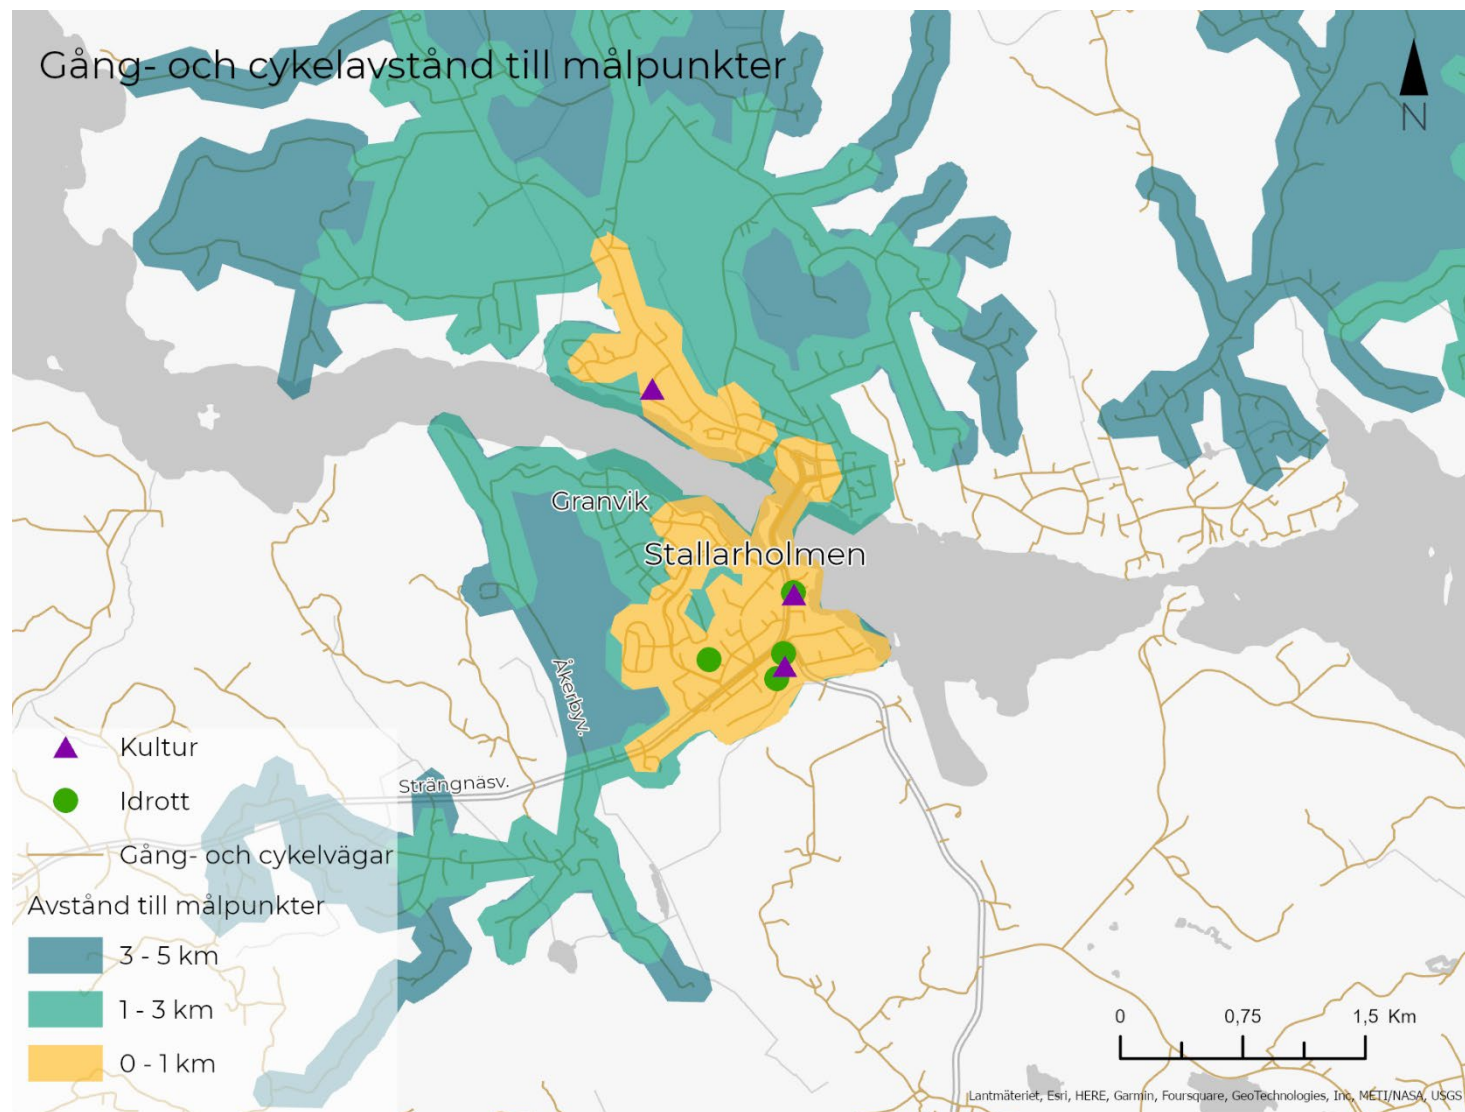 Gång- och cykelavstånd till målpunkter
N
Granvik
Stallarholmen
Åkerbyv.
Strängnäsv.
Kultur
Idrott
Gång- och cykelvägar
Avstånd till målpunkter
3 - 5 km
1 - 3 km
0 - 1 km
0 0,75 1,5 Km
Lantmäteriet, Esri, HERE, Garmin, Foursquare, GeoTechnologies, Inc, METI/NASA, USGS